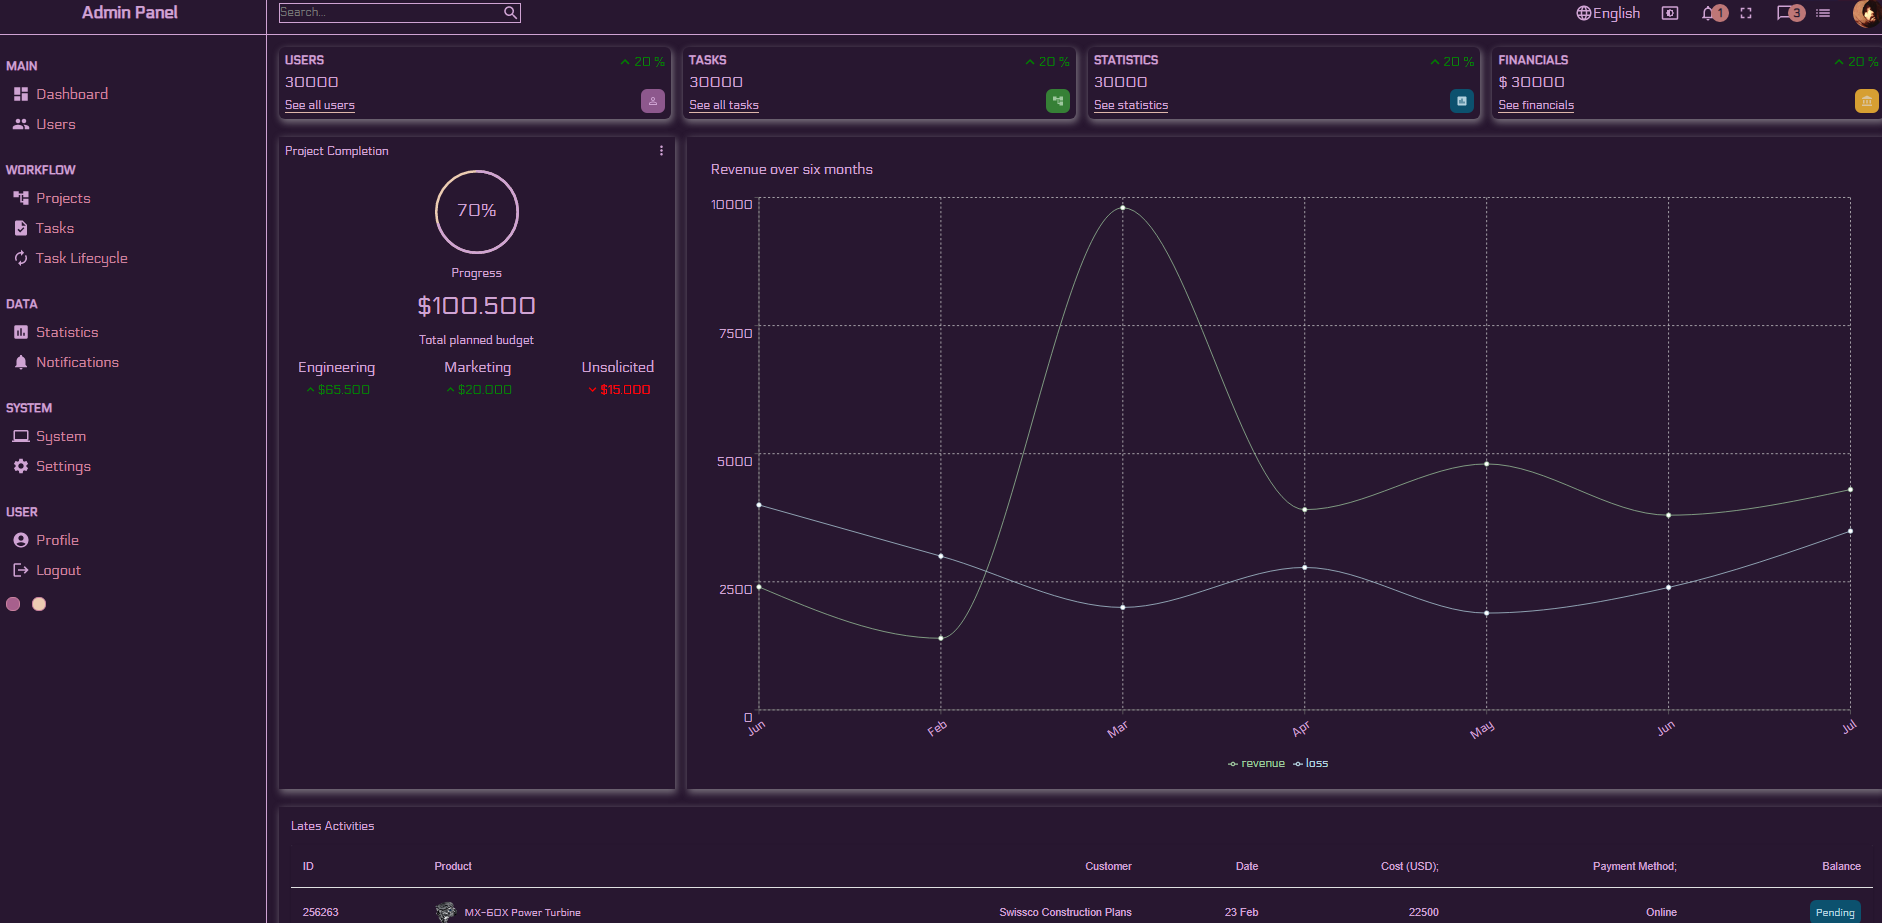 Admin Panel
Search...
English
1
3
MAIN
Dashboard
Users
WORKFLOW
Projects
Tasks
Task Lifecycle
DATA
Statistics
Notifications
SYSTEM
System
Settings
USER
Profile
Logout
USERS 20 %
30000
See all users
TASKS 20 %
30000
See all tasks
STATISTICS 20 %
30000
See statistics
FINANCIALS 20 %
$ 30000
See financials
Project Completion
70%
Progress
$100.500
Total planned budget
Engineering Marketing Unsolicited
$65.500 $20.000 $15.000
Revenue over six months
10000
7500
5000
2500
0
Jun Feb Mar Apr May Jun Jul
revenue loss
Lates Activities
ID Product Customer Date Cost (USD); Payment Method; Balance
256263 MX-60X Power Turbine Swissco Construction Plans 23 Feb 22500 Online Pending